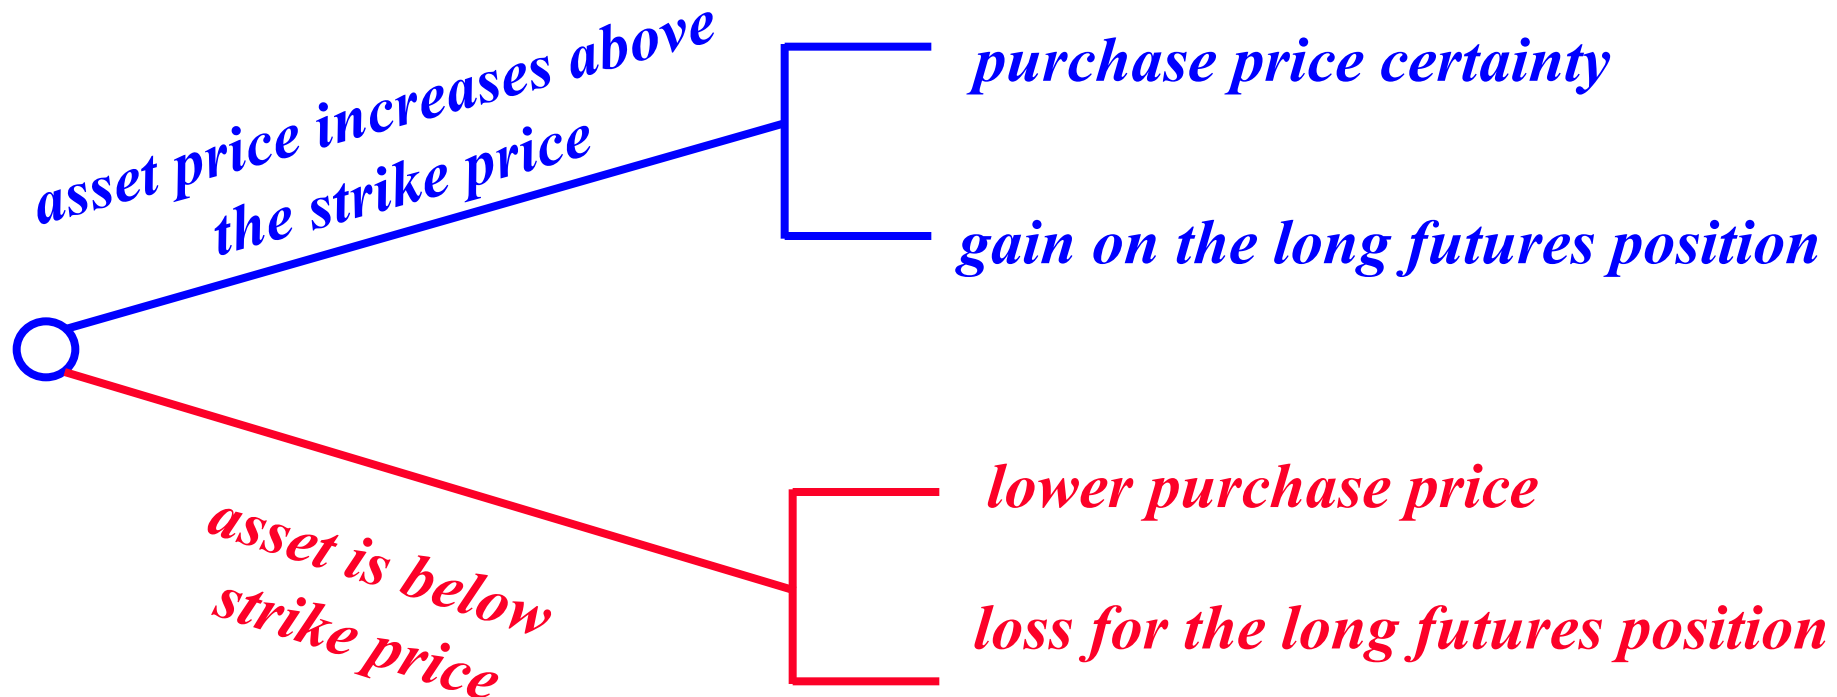 asset price increases above
the strike price
purchase price certainty
gain on the long futures position
asset is below
strike price
lower purchase price
loss for the long futures position